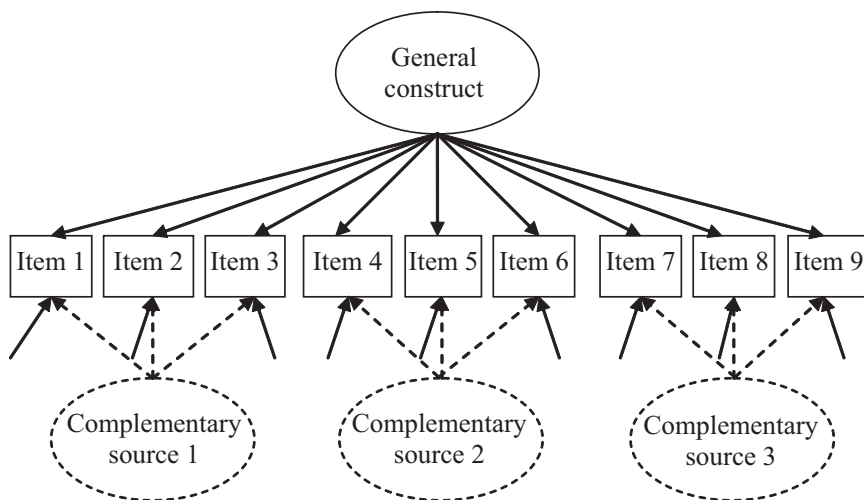 General
construct
Item 1 Item 2 Item 3 Item 4 Item 5 Item 6 Item 7 Item 8 Item 9
Complementary
source 1
Complementary
source 2
Complementary
source 3